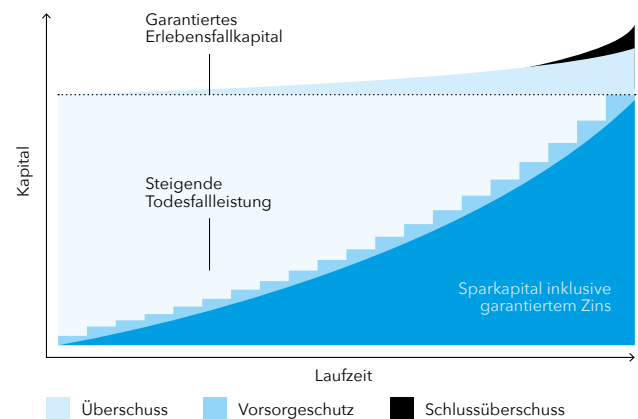 Garantiertes
Erlebensfallkapital
Kapital
Steigende
Todesfallleistung
Sparkapital inklusive
garantiertem Zins
Laufzeit
Überschuss
Vorsorgeschutz
Schlussüberschuss